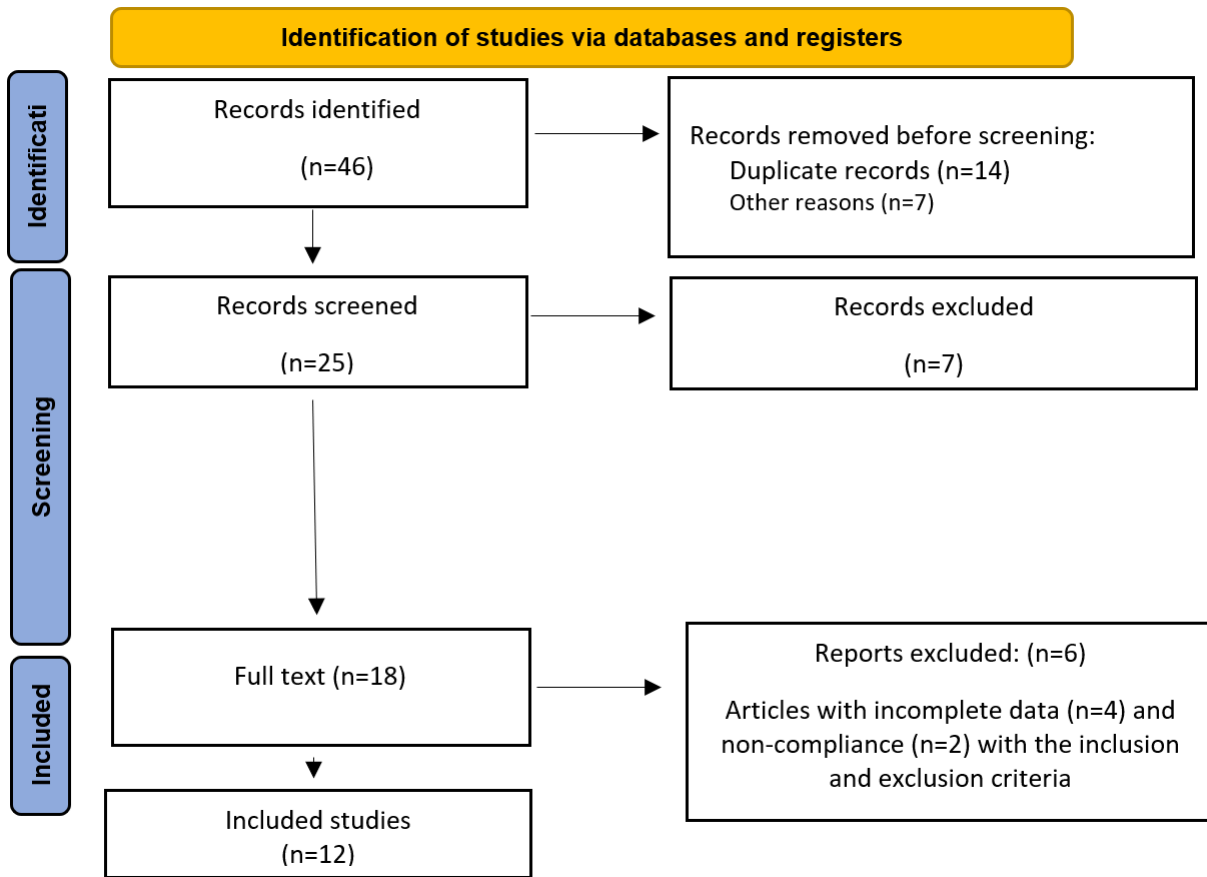 Identification of studies via databases and registers
Identificati
Records identified
(n=46)
Records removed before screening:
Duplicate records (n=14)
Other reasons (n=7)
Screening
Records screened
(n=25)
Records excluded
(n=7)
Included
Full text (n=18)
Reports excluded: (n=6)
Articles with incomplete data (n=4) and
non-compliance (n=2) with the inclusion
and exclusion criteria
Included studies
(n=12)